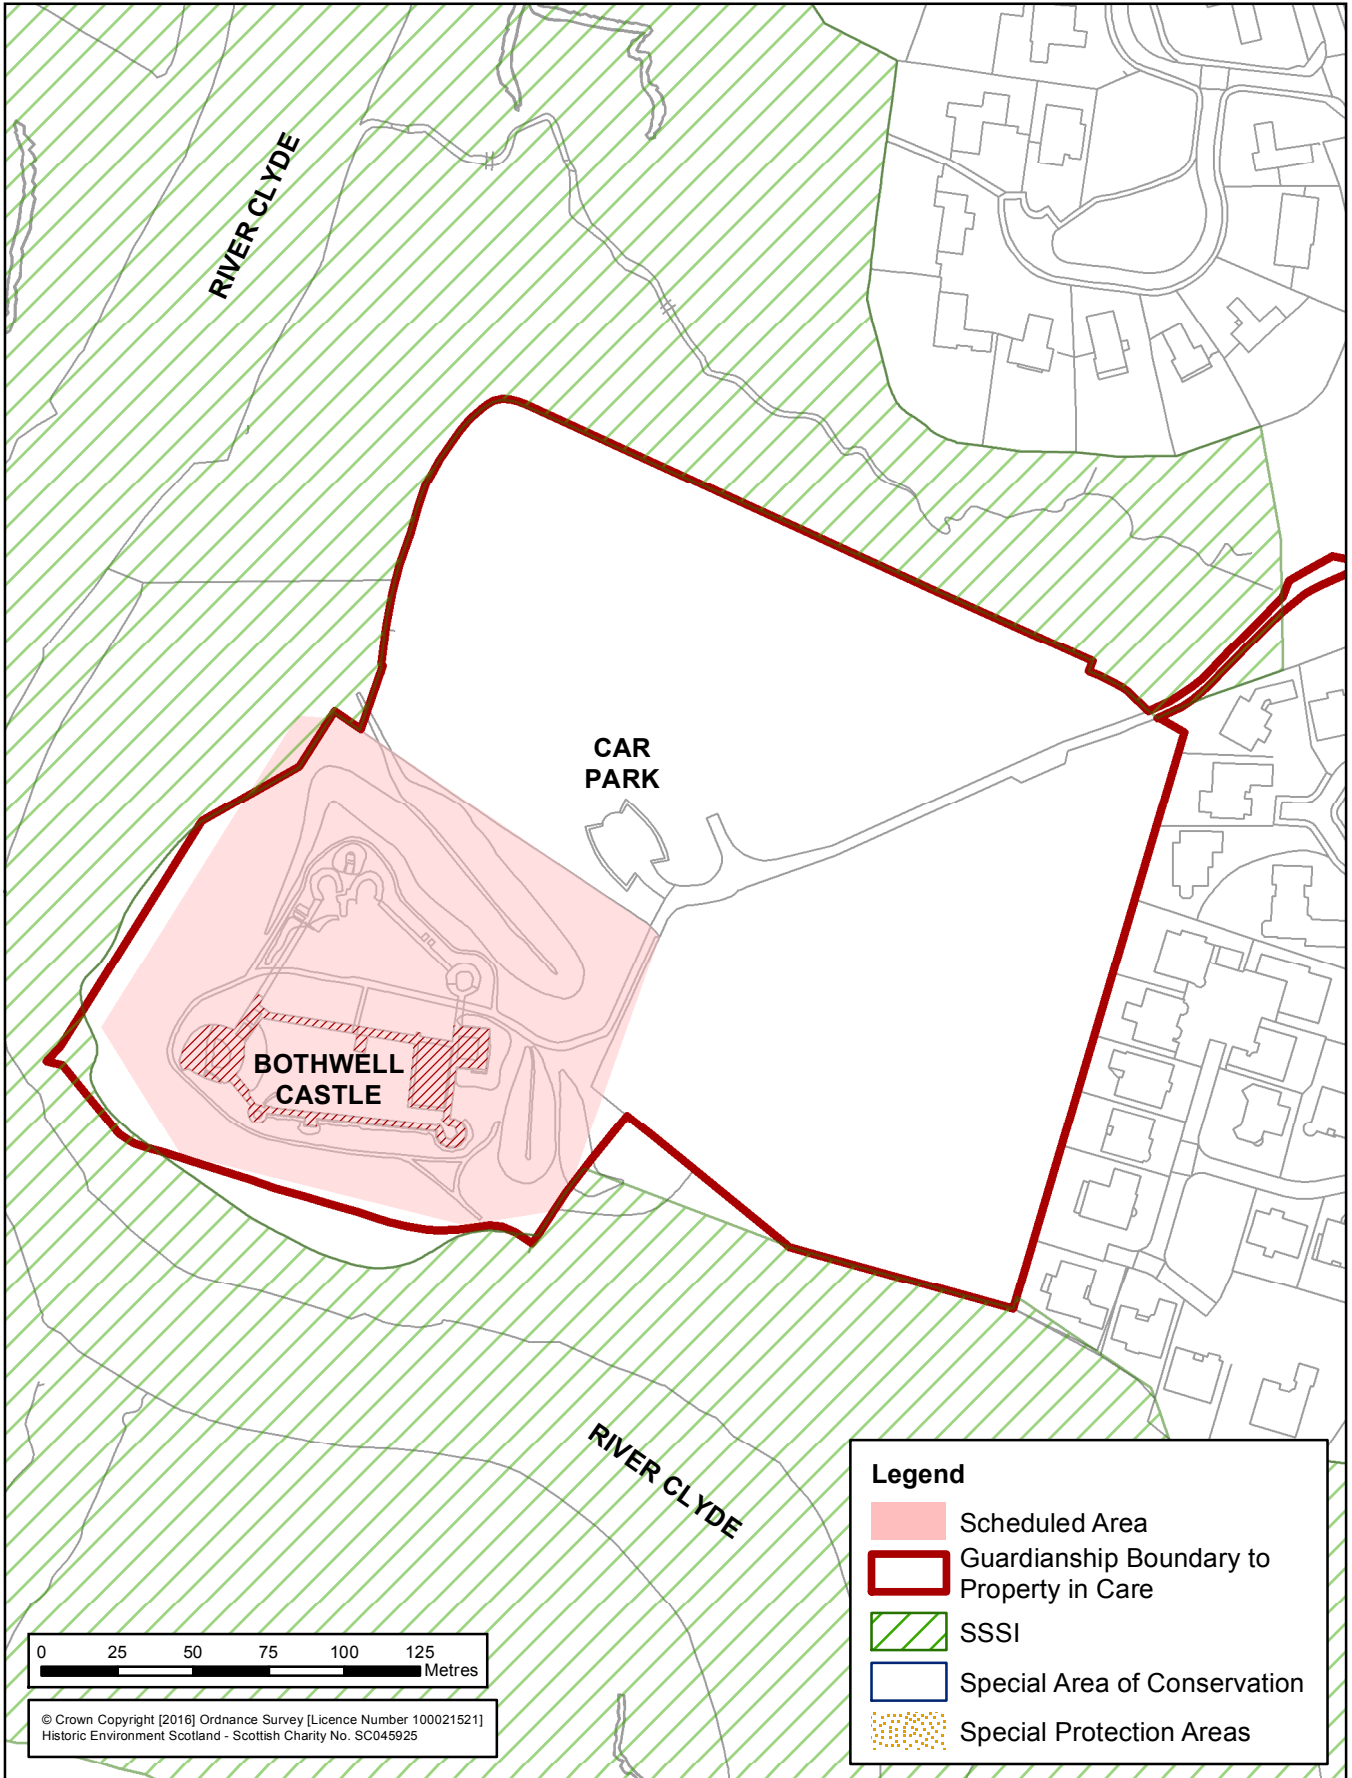 RIVER CLYDE
CAR
PARK
BOTHWELL
CASTLE
RIVER CLYDE
Legend
Scheduled Area
Guardianship Boundary to
Property in Care
SSSI
Special Area of Conservation
Special Protection Areas
0 25 50 75 100 125
Metres
© Crown Copyright [2016] Ordnance Survey [Licence Number 100021521]
Historic Environment Scotland - Scottish Charity No. SC045925